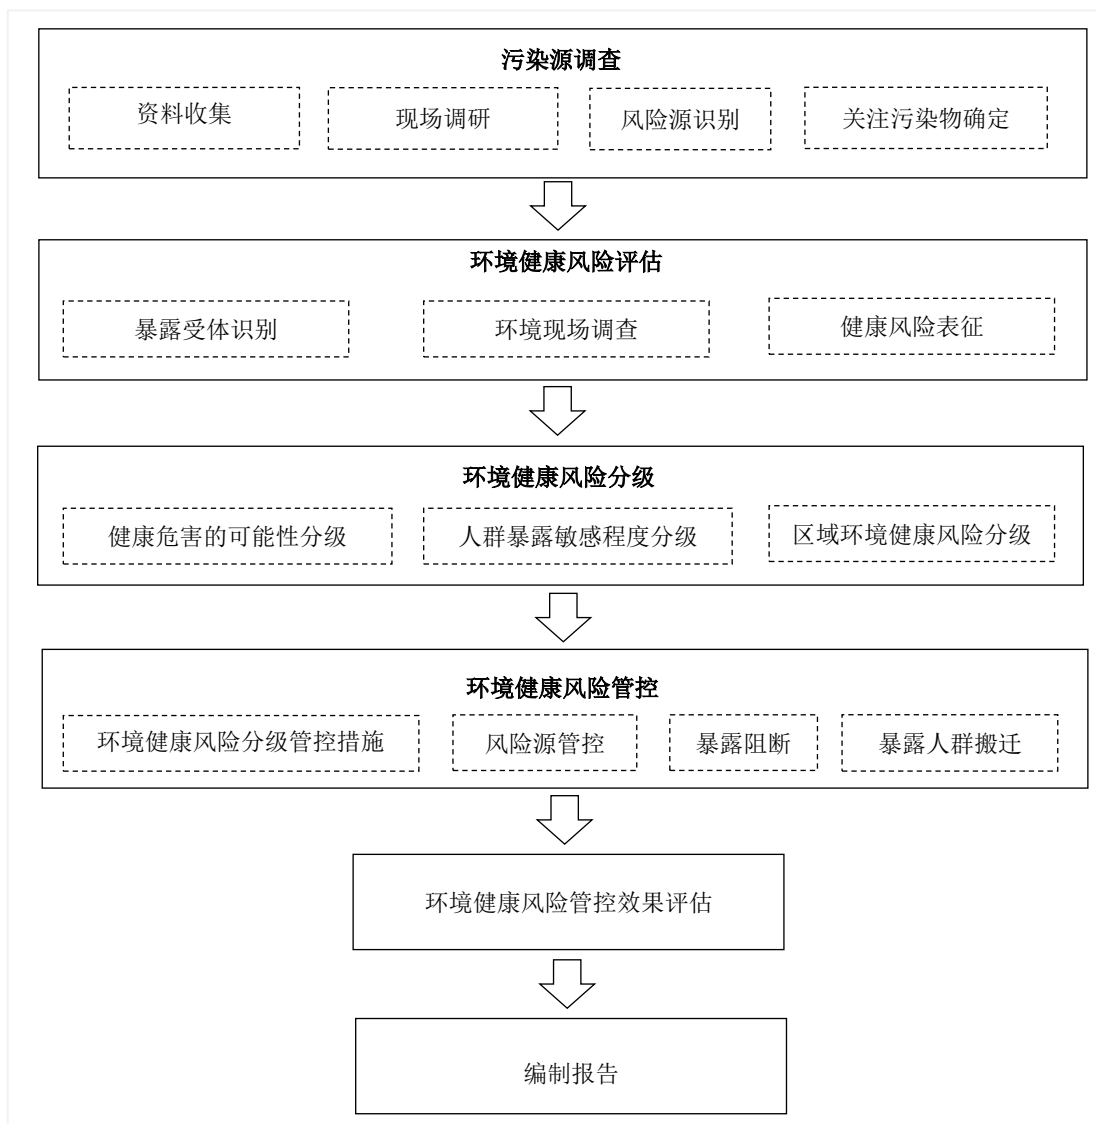 污染源调查
资料收集
现场调研
风险源识别
关注污染物确定
环境健康风险评估
暴露受体识别
环境现场调查
健康风险表征
环境健康风险分级
健康危害的可能性分级
人群暴露敏感程度分级
区域环境健康风险分级
环境健康风险管控
环境健康风险分级管控措施
风险源管控
暴露阻断
暴露人群搬迁
环境健康风险管控效果评估
编制报告